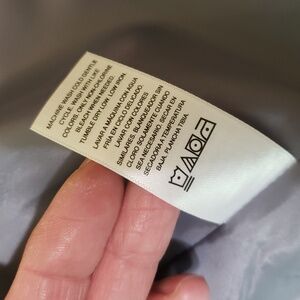 MACHINE WASH COLD GENTLE
CYCLE. WASH WITH LIKE
COLORS. ONLY NON-CHLORINE
BLEACH WHEN NEEDED.
TUMBLE DRY LOW. LOW IRON
LAVAR A MÁQUINA CON AGUA
FRÍA EN CICLO DELICADO.
LAVAR CON COLORES
SIMILARES. BLANQUEADOR SIN
CLORO SOLAMENTE CUANDO
SEA NECESARIO. SECAR EN
SECADORA A TEMPERATURA
BAJA. PLANCHA TIBIA.